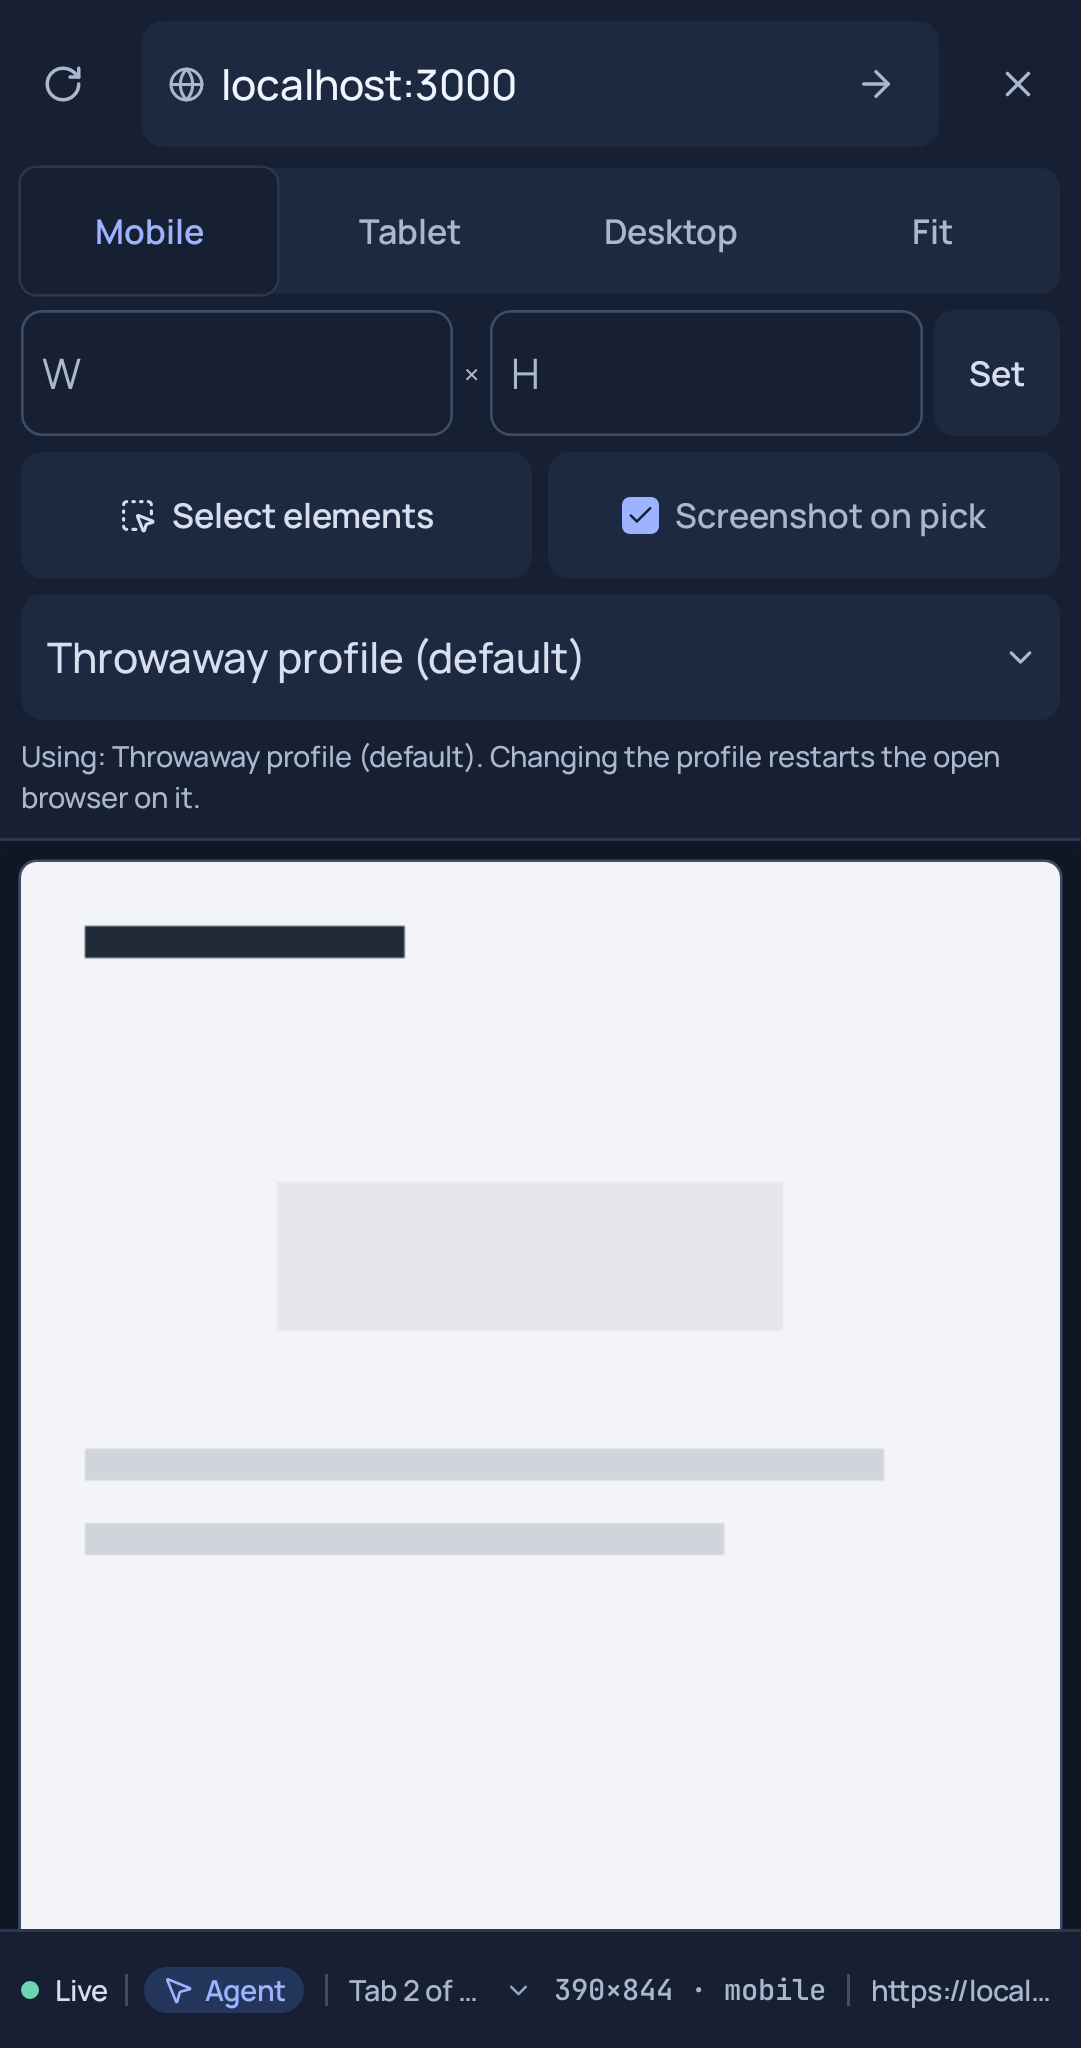 localhost:3000
Mobile Tablet Desktop Fit
W × H Set
Select elements Screenshot on pick
Throwaway profile (default)
Using: Throwaway profile (default). Changing the profile restarts the open
browser on it.
Live Agent Tab 2 of ... 390×844 · mobile https://local...